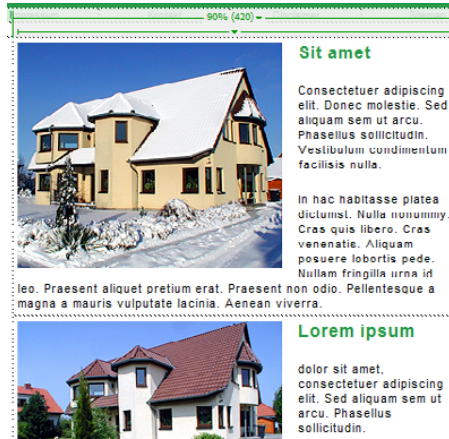 90% (420)
Sit amet
Consectetuer adipiscing
elit. Donec molestie. Sed
aliquam sem ut arcu.
Phasellus sollicitudin.
Vestibulum condimentum
facilisis nulla.
In hac habitasse platea
dictumst. Nulla nonummy.
Cras quis libero. Cras
venenatis. Aliquam
posuere lobortis pede.
Nullam fringilla urna id
leo. Praesent aliquet pretium erat. Praesent non odio. Pellentesque a
magna a mauris vulputate lacinia. Aenean viverra.
Lorem ipsum
dolor sit amet,
consectetuer adipiscing
elit. Sed aliquam sem ut
arcu. Phasellus
sollicitudin.